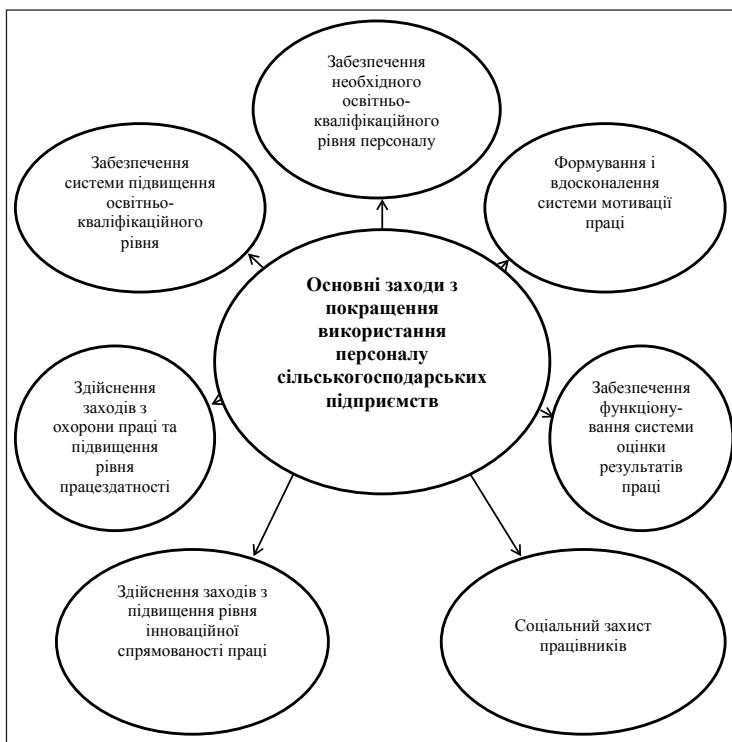 Забезпечення
необхідного
освітньо-
кваліфікаційного
рівня персоналу
Забезпечення
системи підвищення
освітньо-
кваліфікаційного
рівня
Формування і
вдосконалення
системи мотивації
праці
Основні заходи з
покращення
використання
персоналу
сільськогосподарських
підприємств
Здійснення
заходів з
охорони праці та
підвищення
рівня
працездатності
Забезпечення
функціону-
вання системи
оцінки
результатів
праці
Здійснення заходів з
підвищення рівня
інноваційної
спрямованості праці
Соціальний захист
працівників